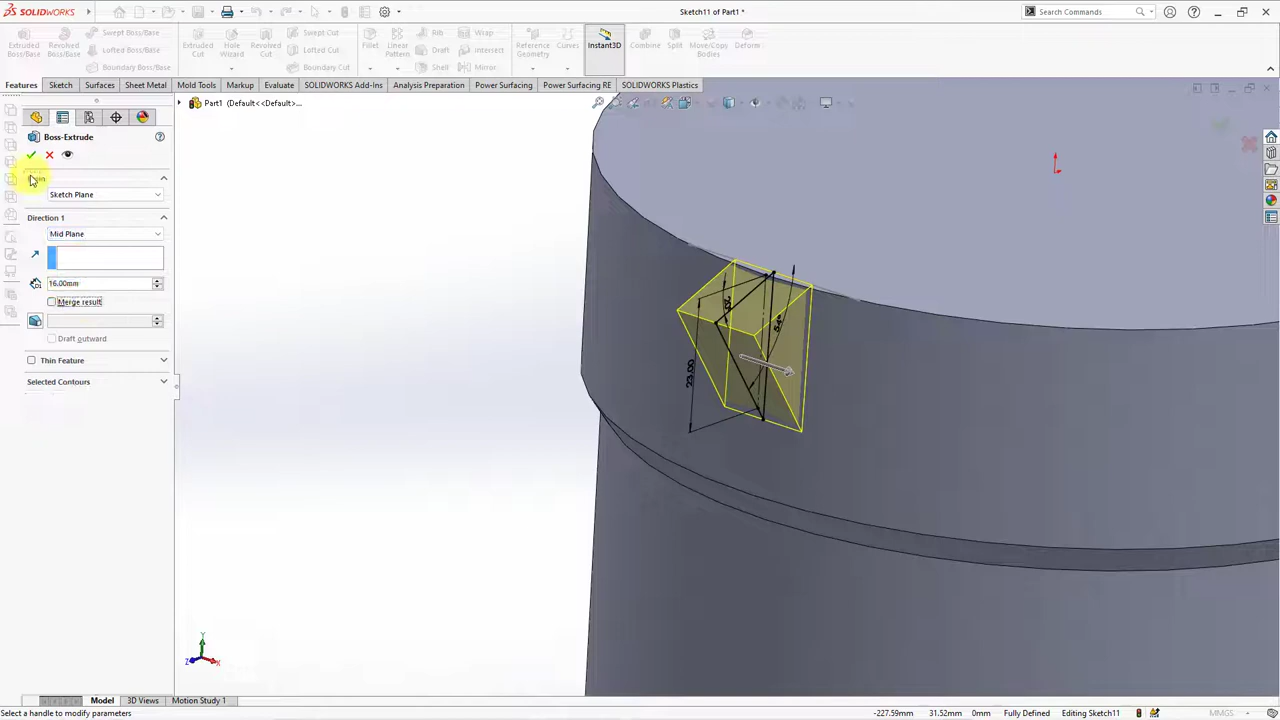 SOLIDWORKS
Sketch11 of Part1 *
Search Commands
Extruded Boss/Base
Revolved Boss/Base
Swept Boss/Base
Lofted Boss/Base
Boundary Boss/Base
Extruded Cut
Hole Wizard
Revolved Cut
Swept Cut
Lofted Cut
Boundary Cut
Fillet
Linear Pattern
Rib
Draft
Shell
Wrap
Intersect
Mirror
Reference Geometry
Curves
Instant3D
Combine
Split
Move/Copy Bodies
Deform
Features
Sketch
Surfaces
Sheet Metal
Mold Tools
Markup
Evaluate
SOLIDWORKS Add-Ins
Analysis Preparation
Power Surfacing
Power Surfacing RE
SOLIDWORKS Plastics
Part1 (Default<<Default>...
Boss-Extrude
Sketch Plane
Direction 1
Mid Plane
16.00mm
Merge result
Draft outward
Thin Feature
Selected Contours
23.00
Y
Z
X
Model
3D Views
Motion Study 1
Select a handle to modify parameters
-227.59mm
31.52mm
0mm
Fully Defined
Editing Sketch11
MMGS